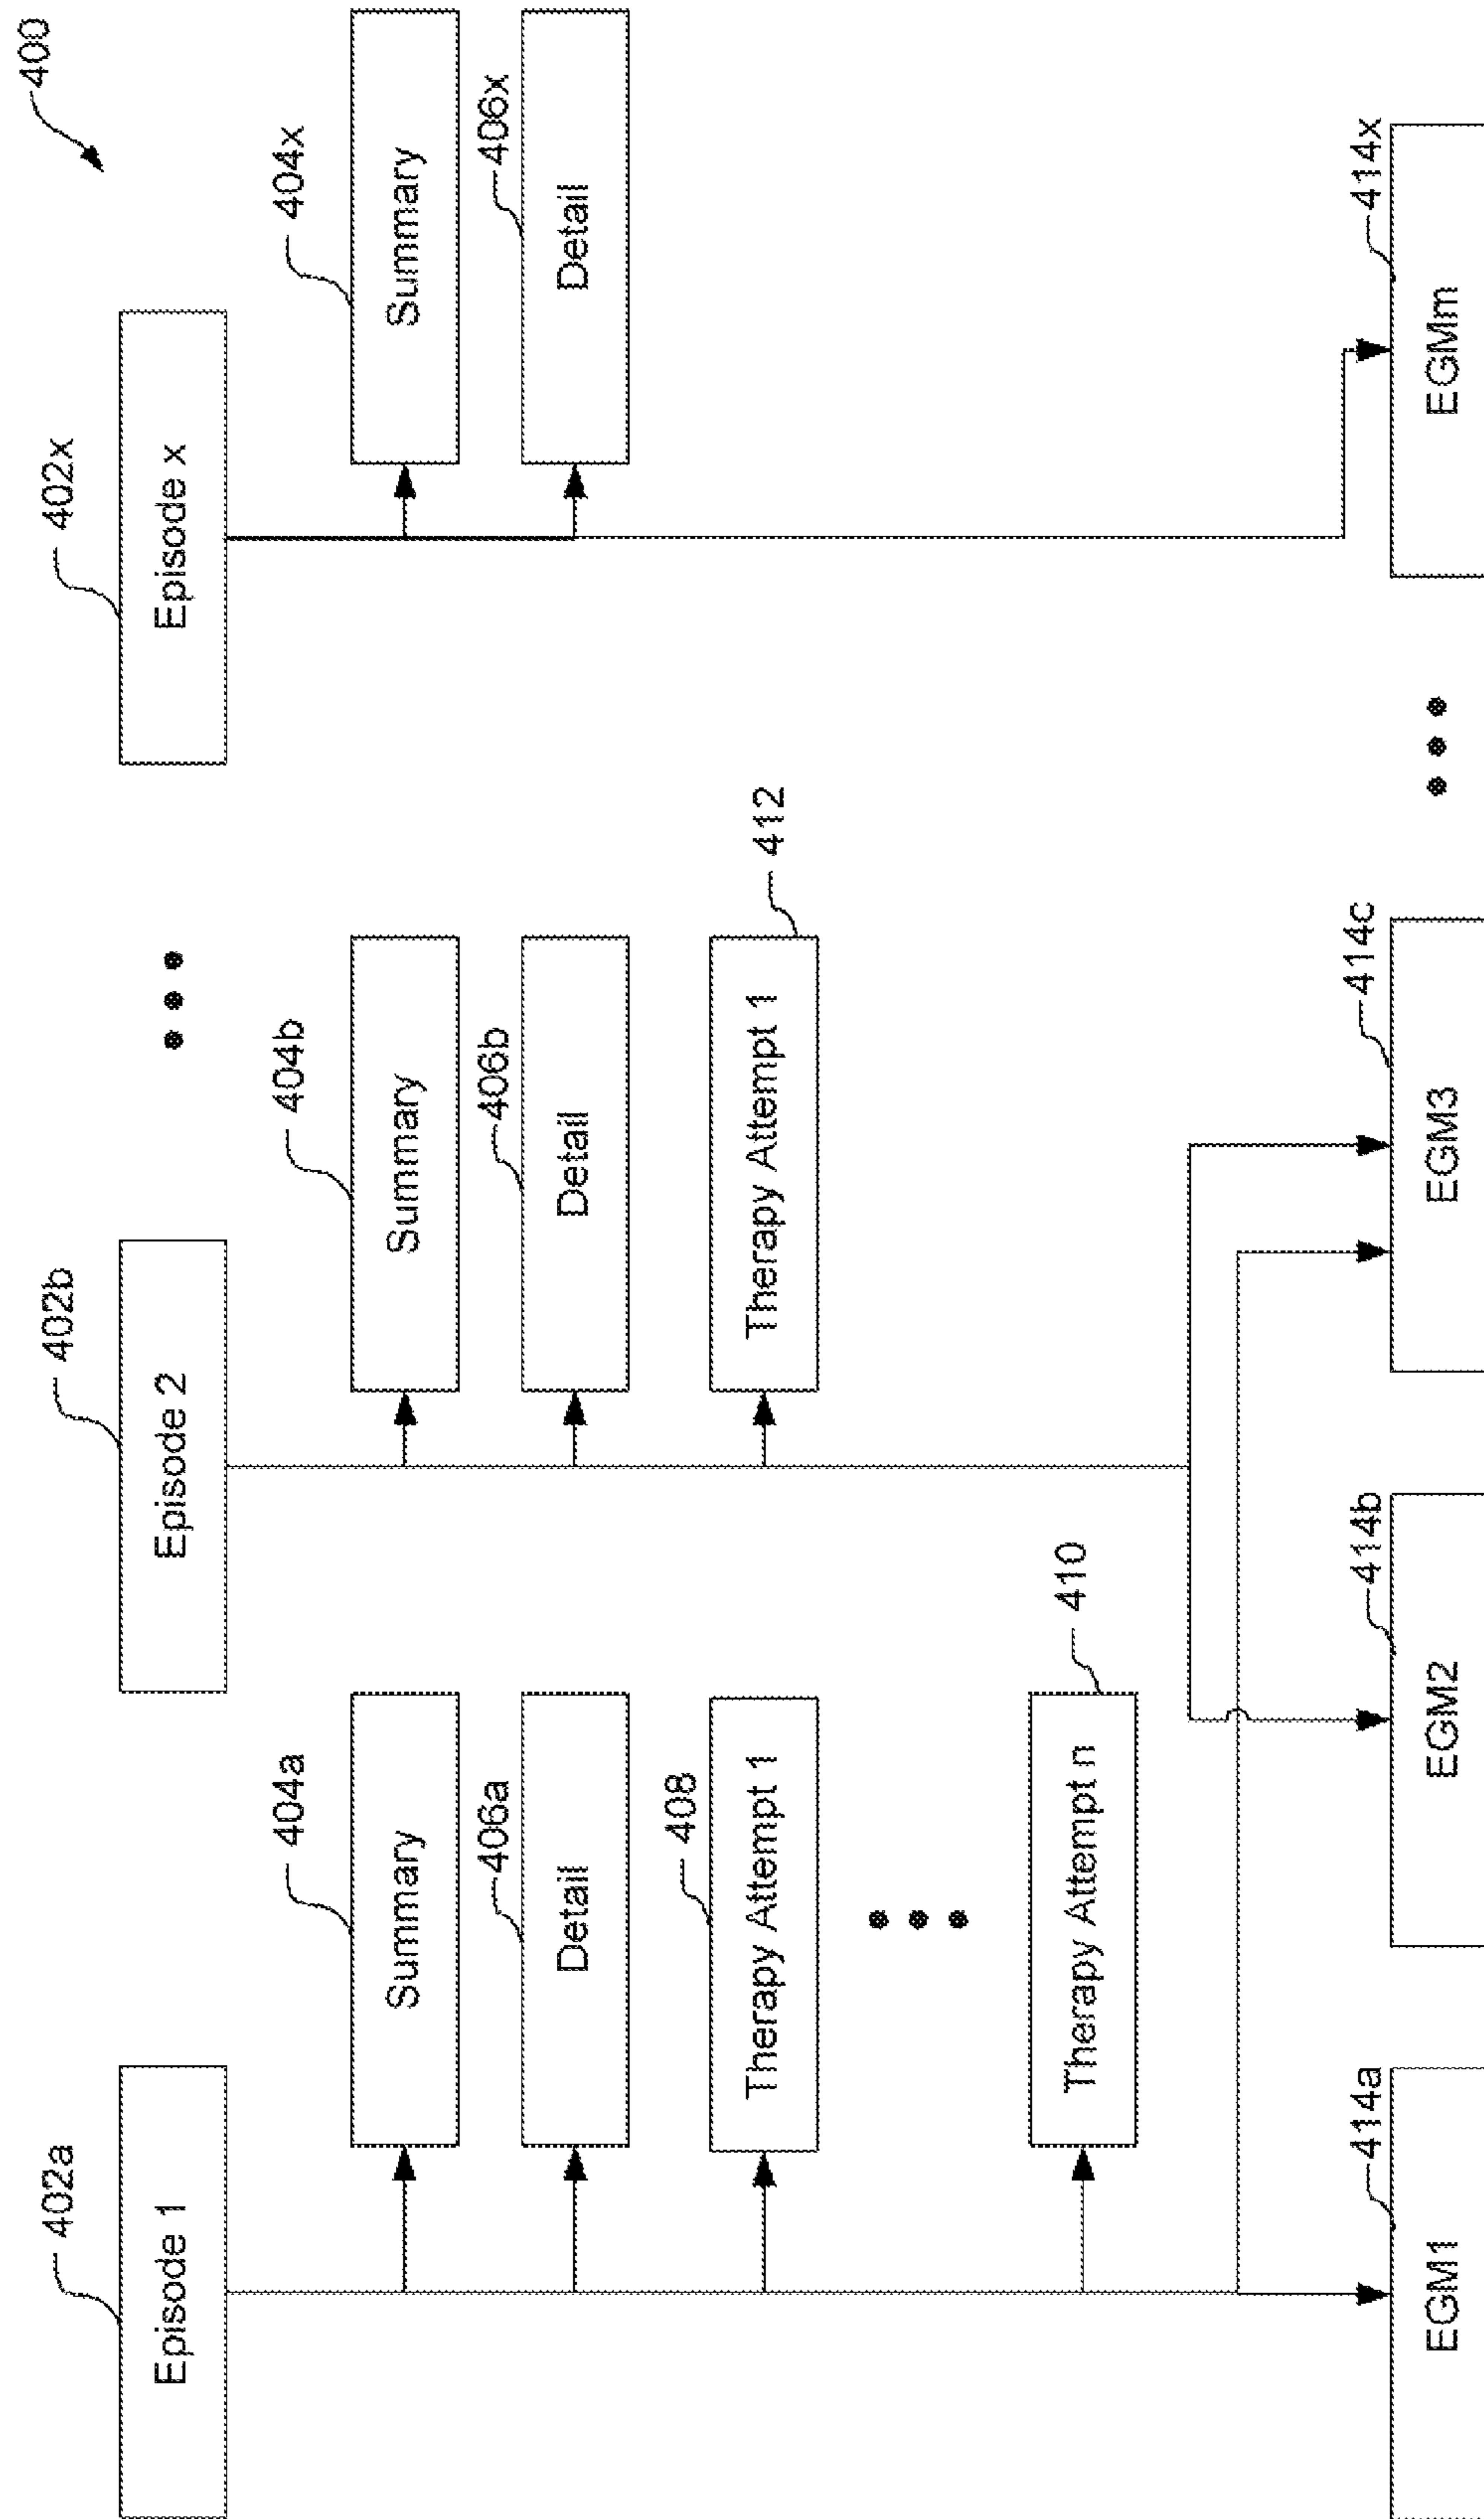 400
402a
402b
402x
Episode 1
Episode 2
Episode x
404a
404b
404x
Summary
Summary
Summary
406a
406b
406x
Detail
Detail
Detail
408
412
Therapy Attempt 1
Therapy Attempt 1
410
Therapy Attempt n
414a
414b
414c
414x
EGM1
EGM2
EGM3
EGMm